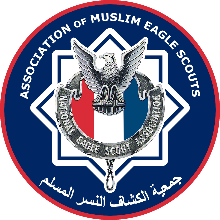 ASSOCIATION OF MUSLIM EAGLE SCOUTS
NATIONAL EAGLE SCOUT ASSOCIATION
جمعية الكشاف النسر المسلم